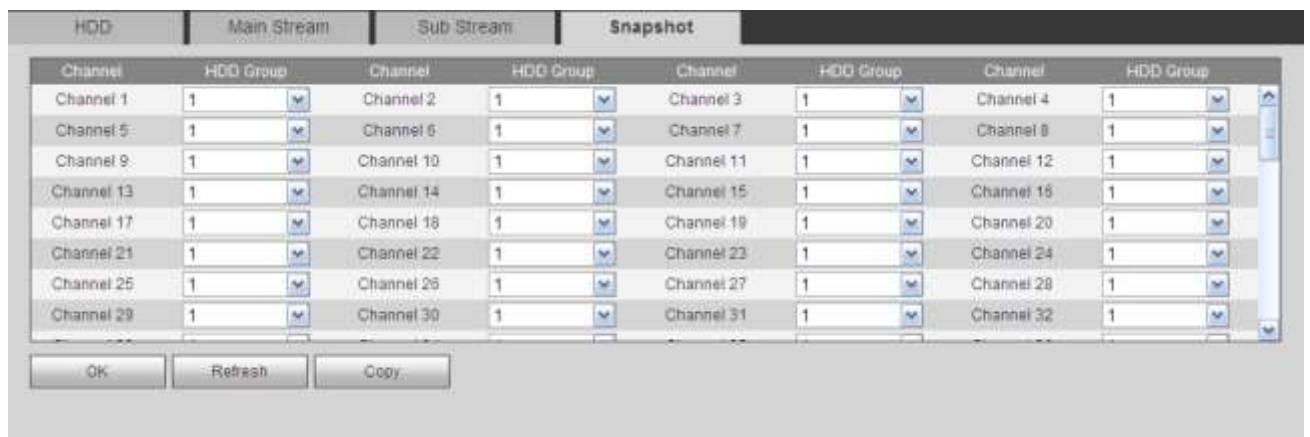 HDD Main Stream Sub Stream Snapshot
Channel HDD Group Channel HDD Group Channel HDD Group Channel HDD Group
Channel 1 1 Channel 2 1 Channel 3 1 Channel 4 1
Channel 5 1 Channel 6 1 Channel 7 1 Channel 8 1
Channel 9 1 Channel 10 1 Channel 11 1 Channel 12 1
Channel 13 1 Channel 14 1 Channel 15 1 Channel 16 1
Channel 17 1 Channel 18 1 Channel 19 1 Channel 20 1
Channel 21 1 Channel 22 1 Channel 23 1 Channel 24 1
Channel 25 1 Channel 26 1 Channel 27 1 Channel 28 1
Channel 29 1 Channel 30 1 Channel 31 1 Channel 32 1
OK Refresh Copy